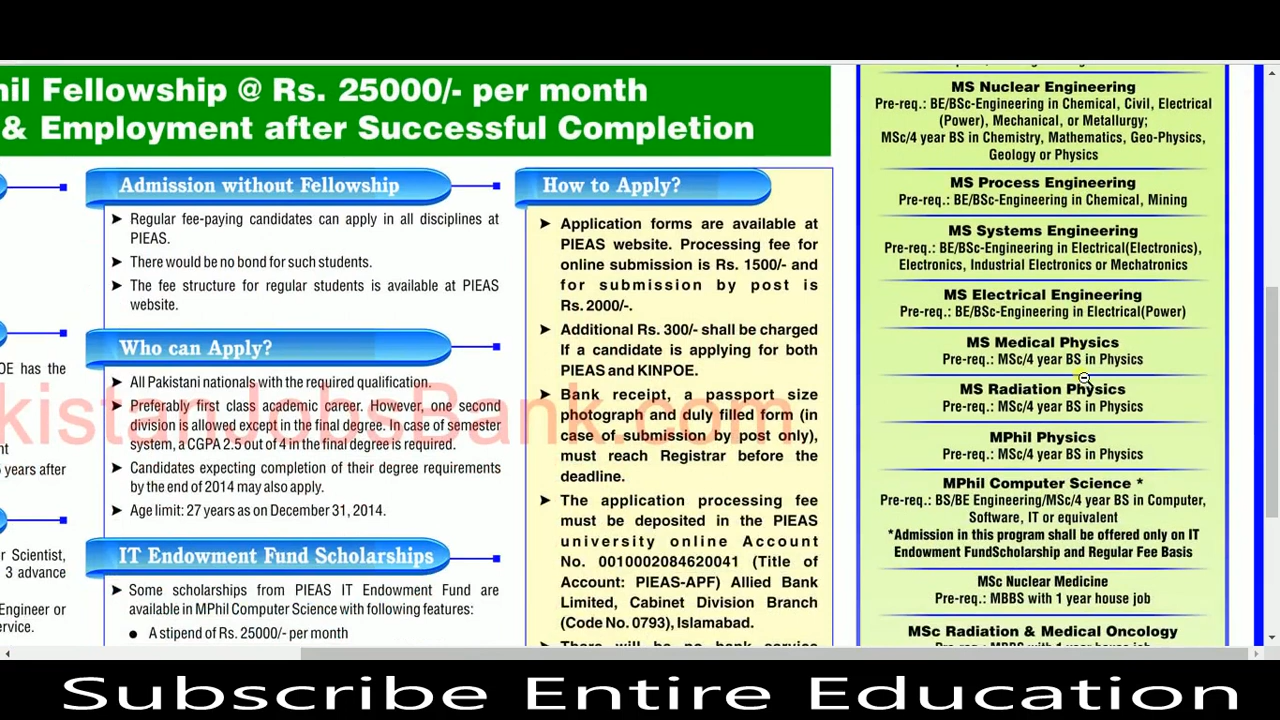 hil Fellowship @ Rs. 25000/- per month
& Employment after Successful Completion
OE has the
nt
5 years after
r Scientist,
3 advance
Engineer or
ervice.
Admission without Fellowship
➤ Regular fee-paying candidates can apply in all disciplines at
PIEAS.
➤ There would be no bond for such students.
➤ The fee structure for regular students is available at PIEAS
website.
Who can Apply?
➤ All Pakistani nationals with the required qualification.
➤ Preferably first class academic career. However, one second
division is allowed except in the final degree. In case of semester
system, a CGPA 2.5 out of 4 in the final degree is required.
➤ Candidates expecting completion of their degree requirements
by the end of 2014 may also apply.
➤ Age limit: 27 years as on December 31, 2014.
IT Endowment Fund Scholarships
➤ Some scholarships from PIEAS IT Endowment Fund are
available in MPhil Computer Science with following features:
● A stipend of Rs. 25000/- per month
How to Apply?
➤ Application forms are available at
PIEAS website. Processing fee for
online submission is Rs. 1500/- and
for submission by post is
Rs. 2000/-.
➤ Additional Rs. 300/- shall be charged
If a candidate is applying for both
PIEAS and KINPOE.
➤ Bank receipt, a passport size
photograph and duly filled form (in
case of submission by post only),
must reach Registrar before the
deadline.
➤ The application processing fee
must be deposited in the PIEAS
university online Account
No. 0010002084620041 (Title of
Account: PIEAS-APF) Allied Bank
Limited, Cabinet Division Branch
(Code No. 0793), Islamabad.
➤ There will be no bank service
MS Nuclear Engineering
Pre-req.: BE/BSc-Engineering in Chemical, Civil, Electrical
(Power), Mechanical, or Metallurgy;
MSc/4 year BS in Chemistry, Mathematics, Geo-Physics,
Geology or Physics
MS Process Engineering
Pre-req.: BE/BSc-Engineering in Chemical, Mining
MS Systems Engineering
Pre-req.: BE/BSc-Engineering in Electrical(Electronics),
Electronics, Industrial Electronics or Mechatronics
MS Electrical Engineering
Pre-req.: BE/BSc-Engineering in Electrical(Power)
MS Medical Physics
Pre-req.: MSc/4 year BS in Physics
MS Radiation Physics
Pre-req.: MSc/4 year BS in Physics
MPhil Physics
Pre-req.: MSc/4 year BS in Physics
MPhil Computer Science *
Pre-req.: BS/BE Engineering/MSc/4 year BS in Computer,
Software, IT or equivalent
*Admission in this program shall be offered only on IT
Endowment FundScholarship and Regular Fee Basis
MSc Nuclear Medicine
Pre-req.: MBBS with 1 year house job
MSc Radiation & Medical Oncology
Pre-req.: MBBS with 1 year house job
kistanJobsBank.com
Subscribe Entire Education